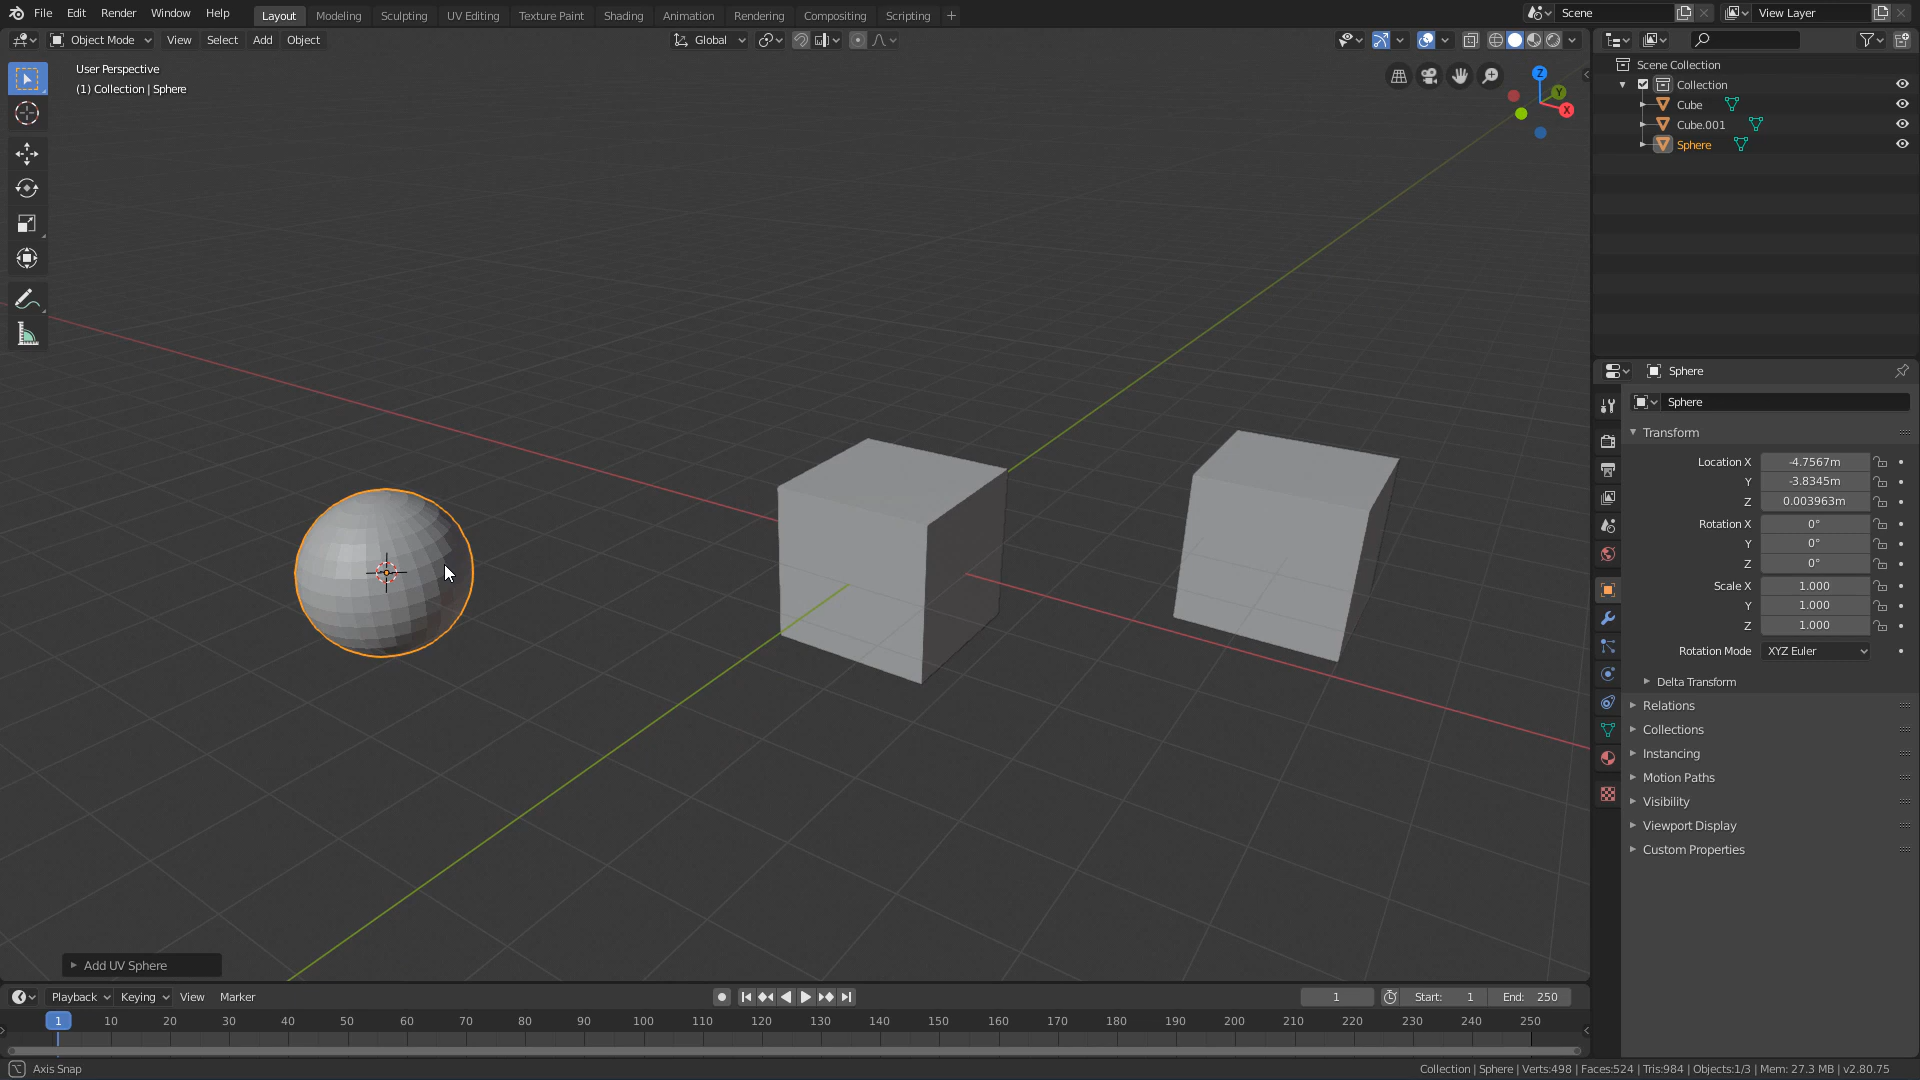 File Edit Render Window Help Layout Modeling Sculpting UV Editing Texture Paint Shading Animation Rendering Compositing Scripting + Scene View Layer
Object Mode View Select Add Object Global
User Perspective
(1) Collection | Sphere
Z
Y
X
Scene Collection
Collection
Cube
Cube.001
Sphere
Sphere
Sphere
Transform
Location X -4.7567m
Y -3.8345m
Z 0.003963m
Rotation X 0°
Y 0°
Z 0°
Scale X 1.000
Y 1.000
Z 1.000
Rotation Mode XYZ Euler
Delta Transform
Relations
Collections
Instancing
Motion Paths
Visibility
Viewport Display
Custom Properties
Add UV Sphere
Playback Keying View Marker 1 Start: 1 End: 250
1 10 20 30 40 50 60 70 80 90 100 110 120 130 140 150 160 170 180 190 200 210 220 230 240 250
Axis Snap
Collection | Sphere | Verts:498 | Faces:524 | Tris:984 | Objects:1/3 | Mem: 27.3 MB | v2.80.75